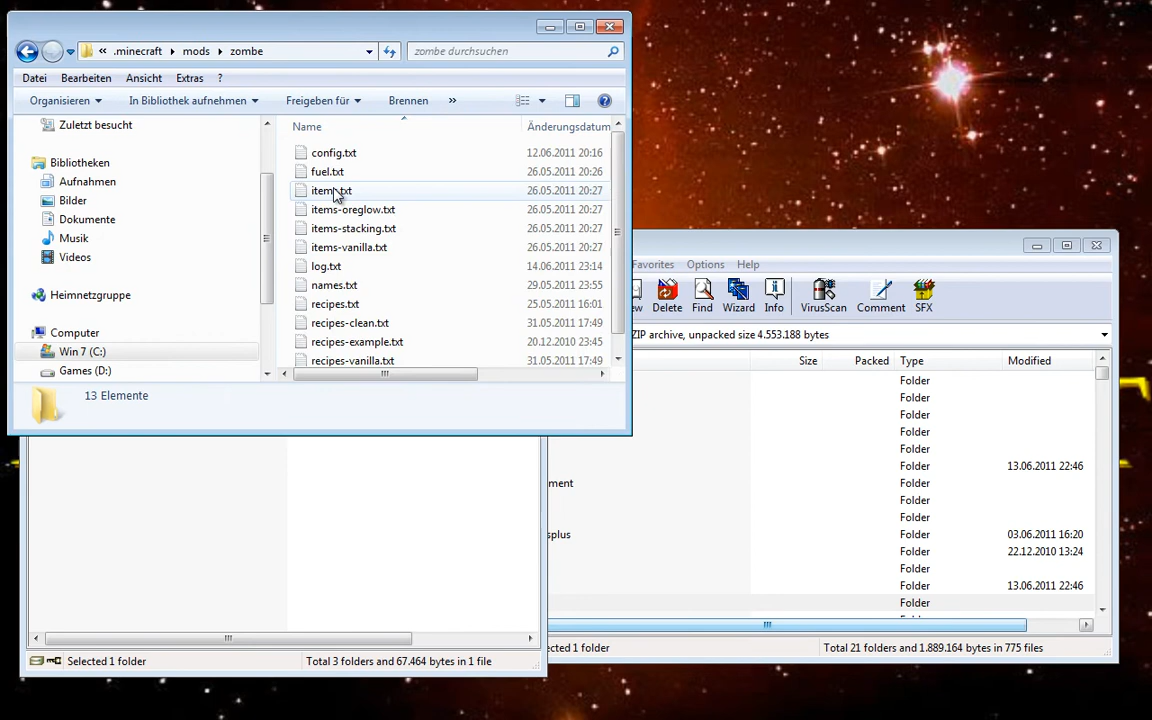 « .minecraft ▸ mods ▸ zombe
zombe durchsuchen
Datei Bearbeiten Ansicht Extras ?
Organisieren In Bibliothek aufnehmen Freigeben für Brennen »
Zuletzt besucht
Bibliotheken
Aufnahmen
Bilder
Dokumente
Musik
Videos
Heimnetzgruppe
Computer
Win 7 (C:)
Games (D:)
Name Änderungsdatum
config.txt 12.06.2011 20:16
fuel.txt 26.05.2011 20:26
items.txt 26.05.2011 20:27
items-oreglow.txt 26.05.2011 20:27
items-stacking.txt 26.05.2011 20:27
items-vanilla.txt 26.05.2011 20:27
log.txt 14.06.2011 23:14
names.txt 29.05.2011 23:55
recipes.txt 25.05.2011 16:01
recipes-clean.txt 31.05.2011 17:49
recipes-example.txt 20.12.2010 23:45
recipes-vanilla.txt 31.05.2011 17:49
13 Elemente
Favorites Options Help
ew Delete Find Wizard Info VirusScan Comment SFX
ZIP archive, unpacked size 4.553.188 bytes
Size Packed Type Modified
Folder
Folder
Folder
Folder
Folder
Folder 13.06.2011 22:46
ment Folder
Folder
Folder
splus Folder 03.06.2011 16:20
Folder 22.12.2010 13:24
Folder
Folder 13.06.2011 22:46
Folder
ected 1 folder Total 21 folders and 1.889.164 bytes in 775 files
Selected 1 folder Total 3 folders and 67.464 bytes in 1 file